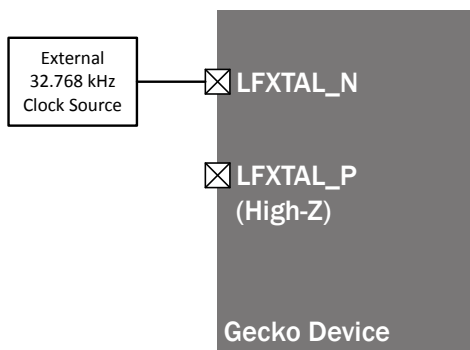 External
32.768 kHz
Clock Source
LFXTAL_N
LFXTAL_P
(High-Z)
Gecko Device